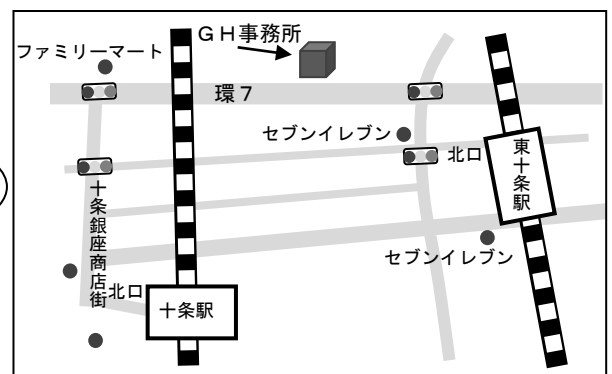 GH事務所
ファミリーマート
環7
セブンイレブン
北口
東十条駅
十条銀座商店街
セブンイレブン
北口
十条駅